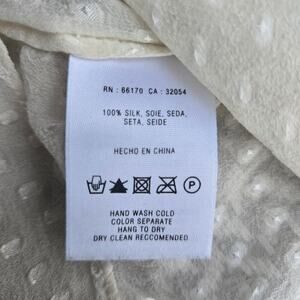 RN : 66170 CA : 32054
100% SILK, SOIE, SEDA,
SETA, SEIDE
HECHO EN CHINA
P
HAND WASH COLD
COLOR SEPARATE
HANG TO DRY
DRY CLEAN RECCOMENDED